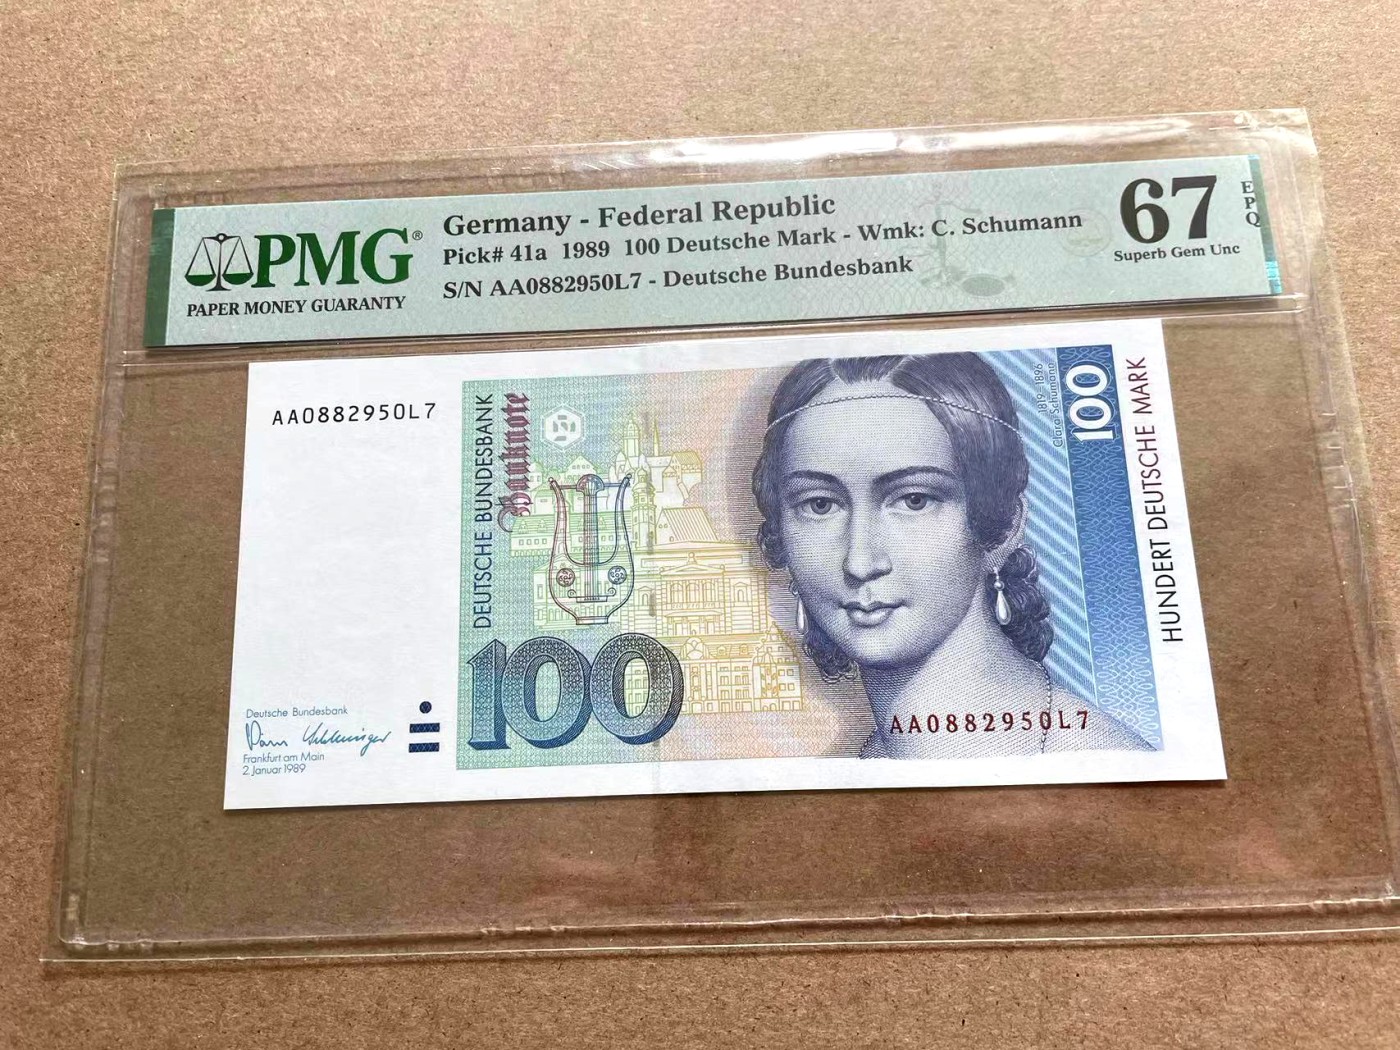 PMG®
PAPER MONEY GUARANTY
Germany - Federal Republic
Pick# 41a 1989 100 Deutsche Mark - Wmk: C. Schumann
S/N AA0882950L7 - Deutsche Bundesbank
67
Superb Gem Unc
EPQ
AA0882950L7
DEUTSCHE BUNDESBANK
Banknote
100
1819-1896
Clara Schumann
100
HUNDERT DEUTSCHE MARK
AA0882950L7
Deutsche Bundesbank
Frankfurt am Main
2. Januar 1989